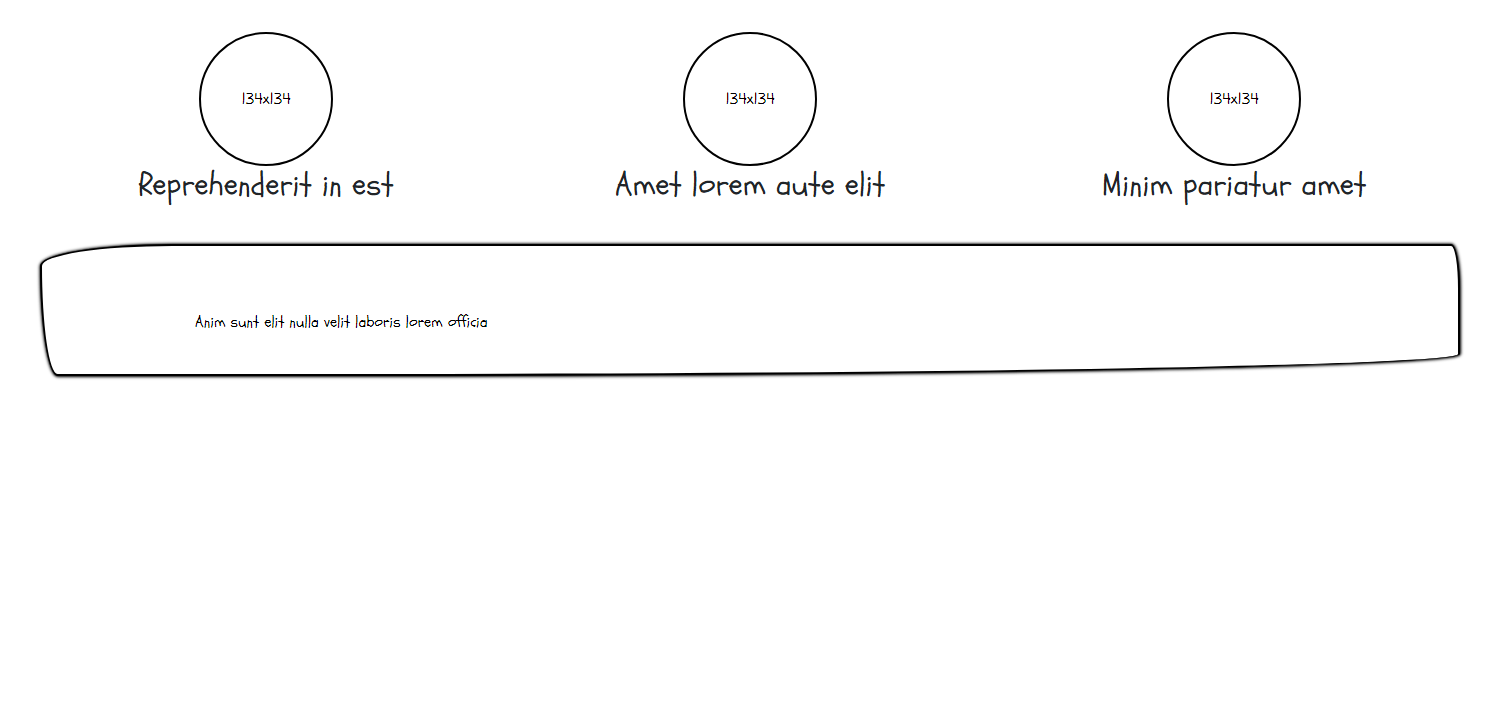 134x134
134x134
134x134
Reprehenderit in est
Amet lorem aute elit
Minim pariatur amet
Anim sunt elit nulla velit laboris lorem officia